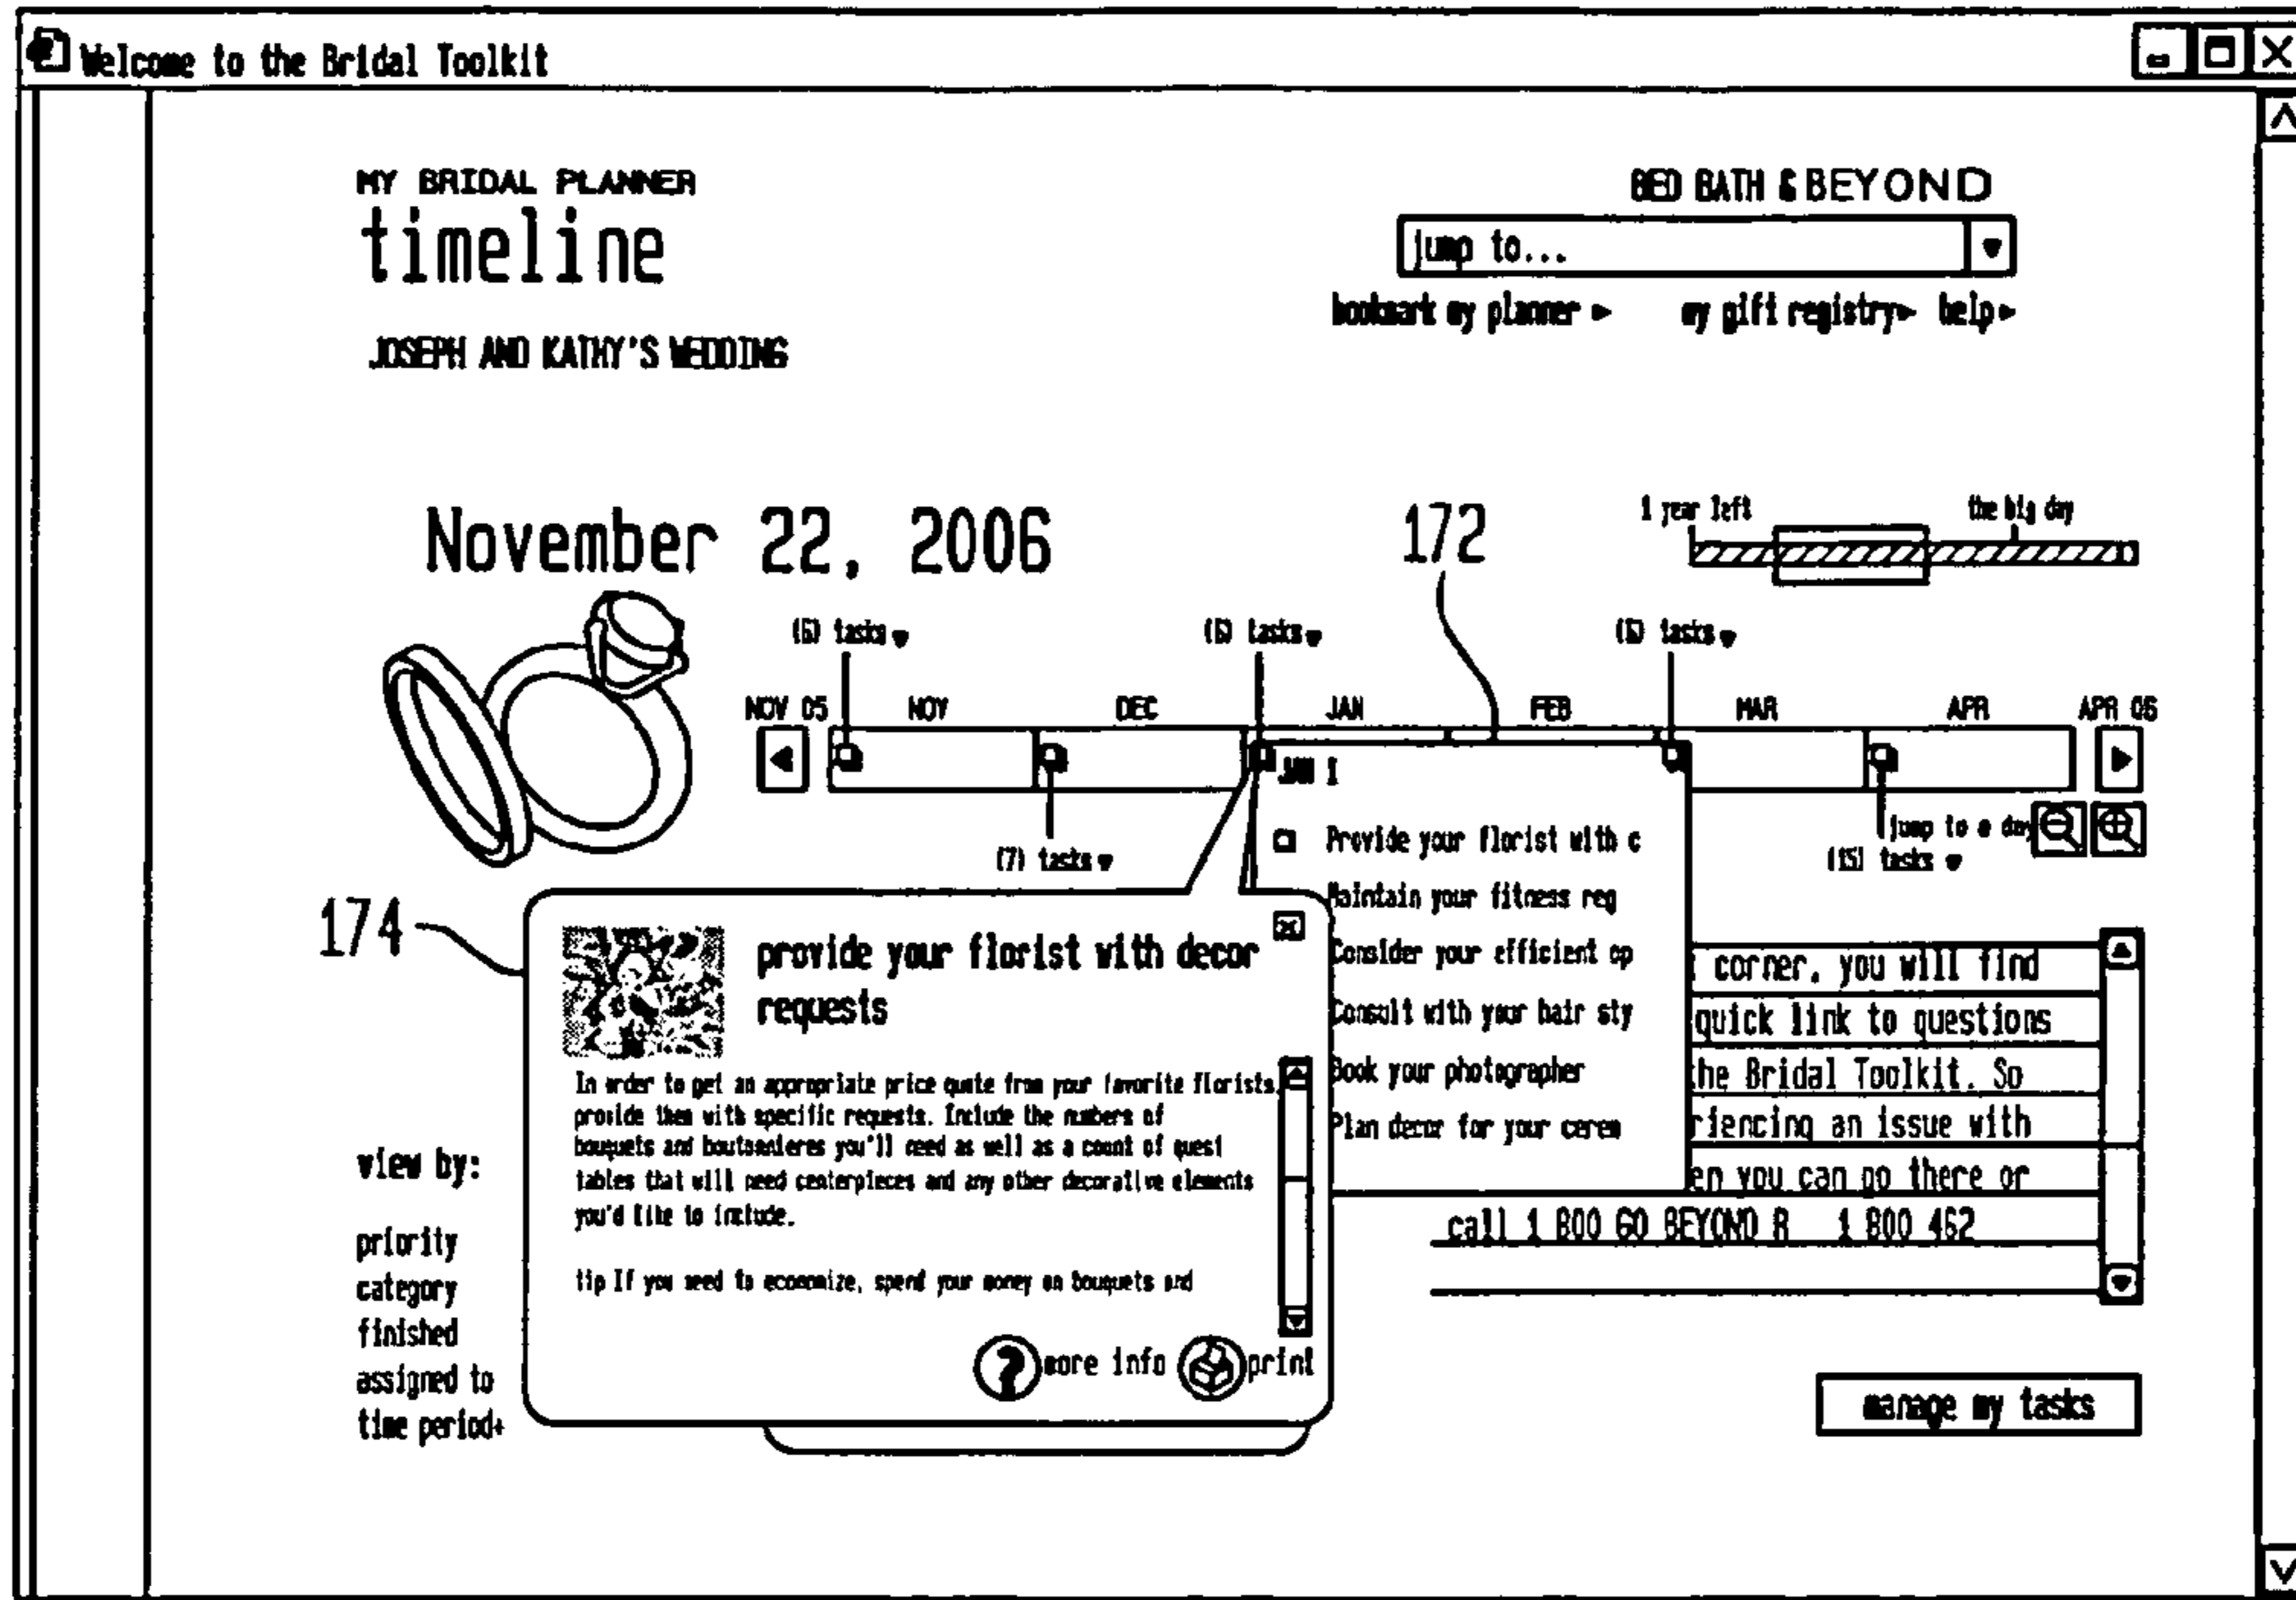 Welcome to the Bridal Toolkit
MY BRIDAL PLANNER
timeline
JOSEPH AND KATHY'S WEDDING
BED BATH & BEYOND
jump to...
bookmark my planner
my gift registry
help
November 22, 2006
172
1 year left
the big day
(6) tasks
(6) tasks
tasks
NOV 05
NOV
DEC
JAN
FEB
MAR
APR
APR 06
(7) tasks
jump to a day
(15) tasks
JAN 1
Provide your florist with c
Maintain your fitness reg
Consider your efficient op
Consult with your hair sty
Book your photographer
Plan decor for your cerem
174
provide your florist with decor
requests
In order to get an appropriate price quote from your favorite florists,
provide them with specific requests. Include the numbers of
bouquets and boutonnieres you'll need as well as a count of guest
tables that will need centerpieces and any other decorative elements
you'd like to include.
tip If you need to economize, spend your money on bouquets and
more info
print
corner, you will find
quick link to questions
the Bridal Toolkit. So
riencing an issue with
en you can go there or
call 1 800 GO BEYOND R 1 800 462
view by:
priority
category
finished
assigned to
time period+
manage my tasks